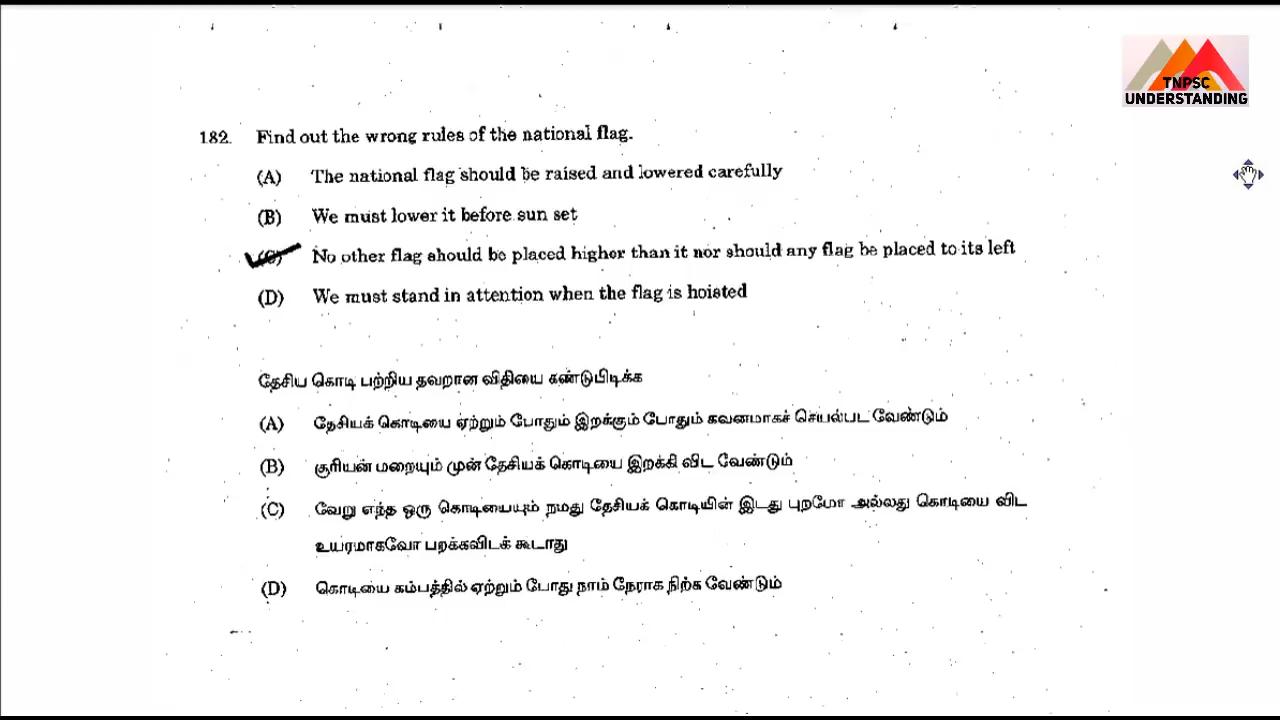 TNPSC
UNDERSTANDING
182. Find out the wrong rules of the national flag.
(A) The national flag should be raised and lowered carefully
(B) We must lower it before sun set
(C) No other flag should be placed higher than it nor should any flag be placed to its left
(D) We must stand in attention when the flag is hoisted
தேசிய கொடி பற்றிய தவறான விதியை கண்டுபிடிக்க
(A) தேசியக் கொடியை ஏற்றும் போதும் இறக்கும் போதும் கவனமாகச் செயல்பட வேண்டும்
(B) சூரியன் மறையும் முன் தேசியக் கொடியை இறக்கி விட வேண்டும்
(C) வேறு எந்த ஒரு கொடியையும் நமது தேசியக் கொடியின் இடது புறமோ அல்லது கொடியை விட
உயரமாகவோ பறக்கவிடக் கூடாது
(D) கொடியை கம்பத்தில் ஏற்றும் போது நாம் நேராக நிற்க வேண்டும்